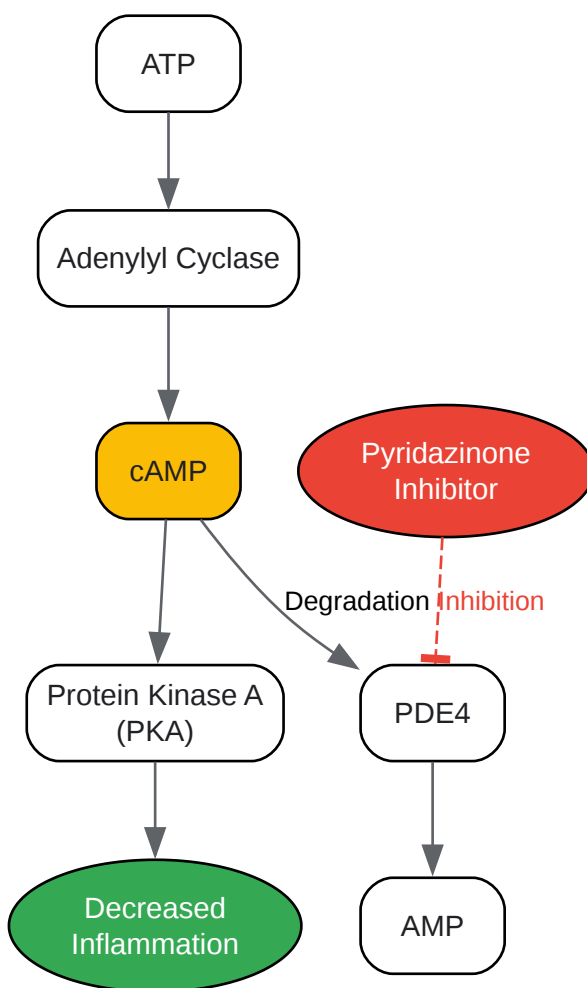 ATP
Adenylyl Cyclase
cAMP
Pyridazinone
Inhibitor
Degradation
Inhibition
Protein Kinase A
(PKA)
PDE4
Decreased
Inflammation
AMP